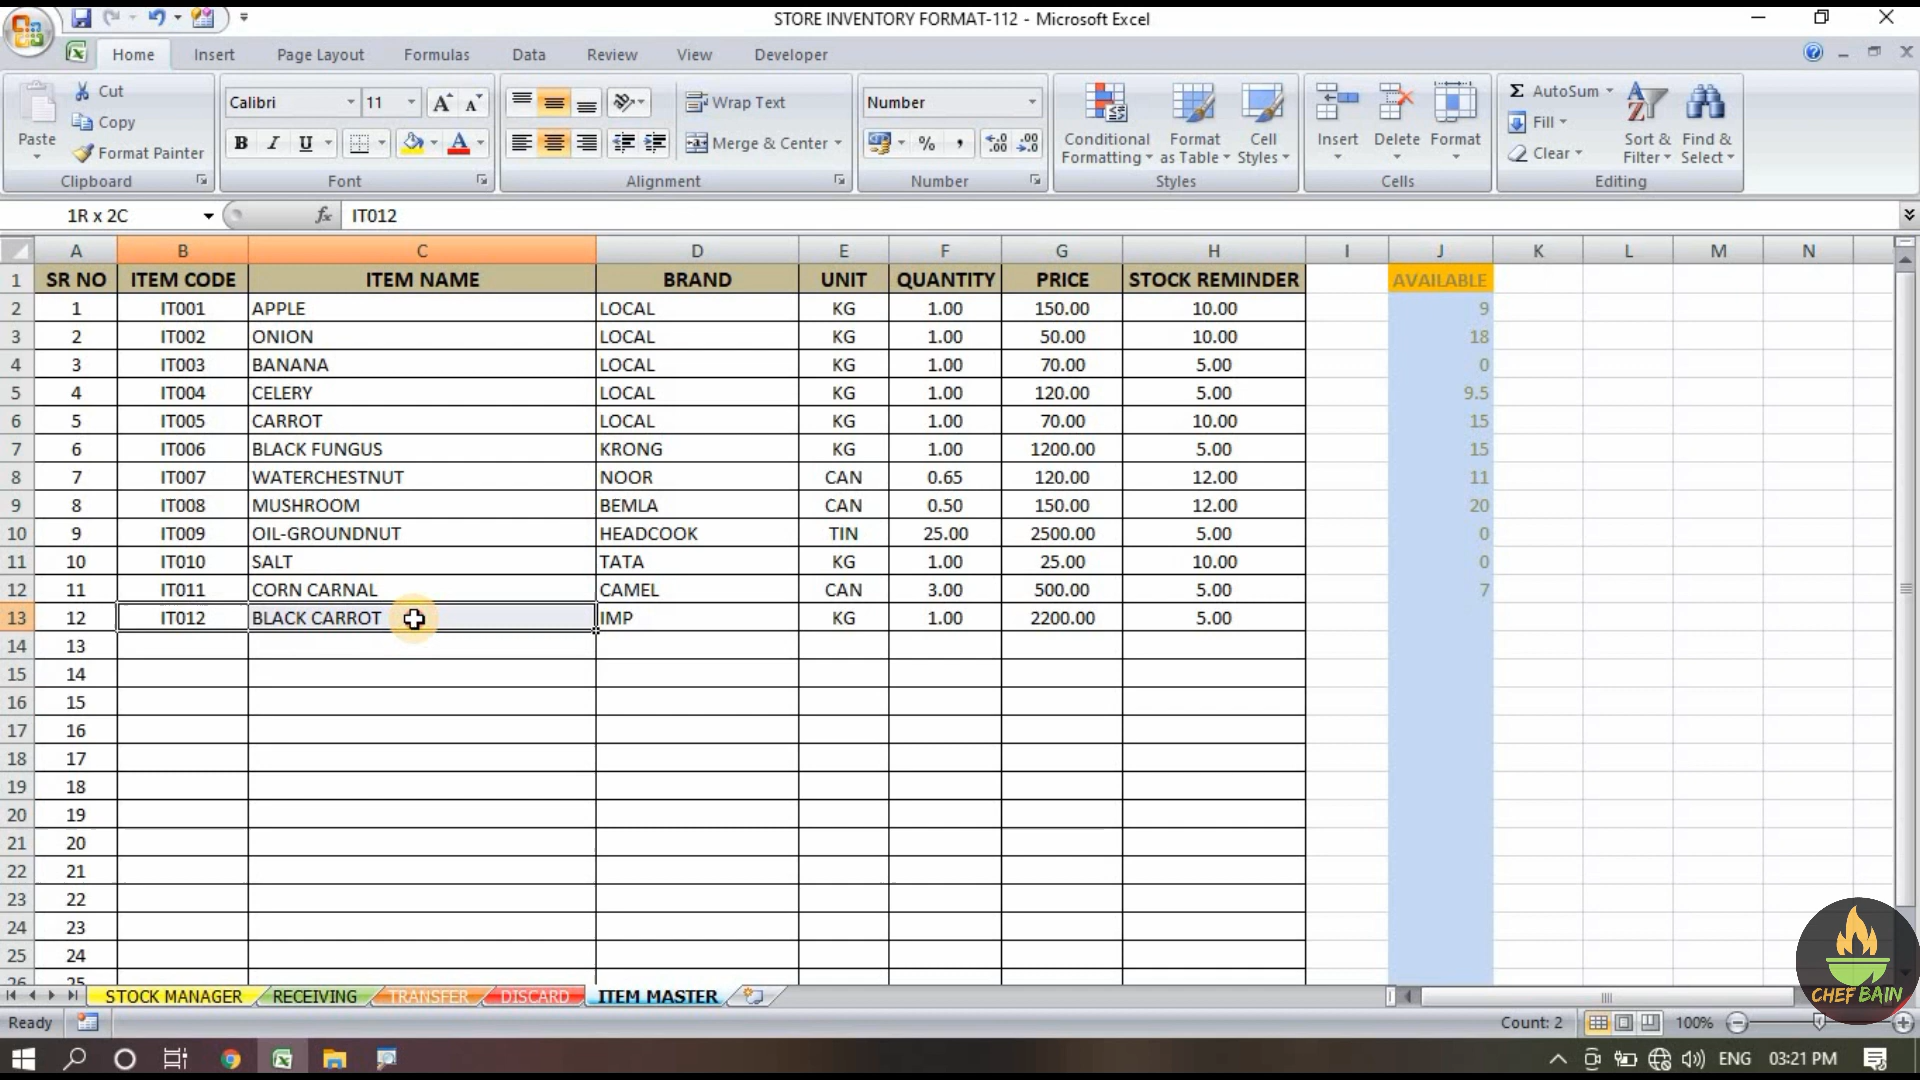 STORE INVENTORY FORMAT-112 - Microsoft Excel
Home Insert Page Layout Formulas Data Review View Developer
Paste Cut Copy Format Painter Clipboard
Calibri 11 B I U A Font
Wrap Text Merge & Center Alignment
Number % , Number
Conditional Formatting Format as Table Cell Styles Styles
Insert Delete Format Cells
Σ AutoSum Fill Clear Sort & Filter Find & Select Editing
1R x 2C fx IT012
A B C D E F G H I J K L M N
1 SR NO ITEM CODE ITEM NAME BRAND UNIT QUANTITY PRICE STOCK REMINDER AVAILABLE
2 1 IT001 APPLE LOCAL KG 1.00 150.00 10.00 9
3 2 IT002 ONION LOCAL KG 1.00 50.00 10.00 18
4 3 IT003 BANANA LOCAL KG 1.00 70.00 5.00 0
5 4 IT004 CELERY LOCAL KG 1.00 120.00 5.00 9.5
6 5 IT005 CARROT LOCAL KG 1.00 70.00 10.00 15
7 6 IT006 BLACK FUNGUS KRONG KG 1.00 1200.00 5.00 15
8 7 IT007 WATERCHESTNUT NOOR CAN 0.65 120.00 12.00 11
9 8 IT008 MUSHROOM BEMLA CAN 0.50 150.00 12.00 20
10 9 IT009 OIL-GROUNDNUT HEADCOOK TIN 25.00 2500.00 5.00 0
11 10 IT010 SALT TATA KG 1.00 25.00 10.00 0
12 11 IT011 CORN CARNAL CAMEL CAN 3.00 500.00 5.00 7
13 12 IT012 BLACK CARROT IMP KG 1.00 2200.00 5.00
14 13
15 14
16 15
17 16
18 17
19 18
20 19
21 20
22 21
23 22
24 23
25 24
26 25
STOCK MANAGER RECEIVING TRANSFER DISCARD ITEM MASTER
CHEF BAIN
Ready Count: 2 100%
ENG 03:21 PM